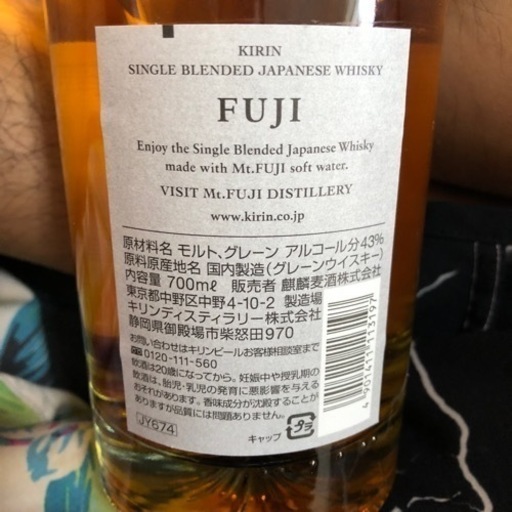 KIRIN
SINGLE BLENDED JAPANESE WHISKY
FUJI
Enjoy the Single Blended Japanese Whisky
made with Mt.FUJI soft water.
VISIT Mt.FUJI DISTILLERY
www.kirin.co.jp
原材料名 モルト、グレーン アルコール分43%
原料原産地名 国内製造(グレーンウイスキー)
内容量 700mℓ 販売者 麒麟麦酒株式会社
東京都中野区中野4-10-2 製造場
キリンディスティラリー株式会社
静岡県御殿場市柴怒田970
お問い合わせはキリンビールお客様相談室まで
0120-111-560
飲酒は20歳になってから。妊娠中や授乳期の
飲酒は、胎児・乳児の発育に悪影響を与える
おそれがあります。香味成分が沈殿することが
ありますが品質には問題ありません。
JY674
キャップ
プラ
4 901411 113197